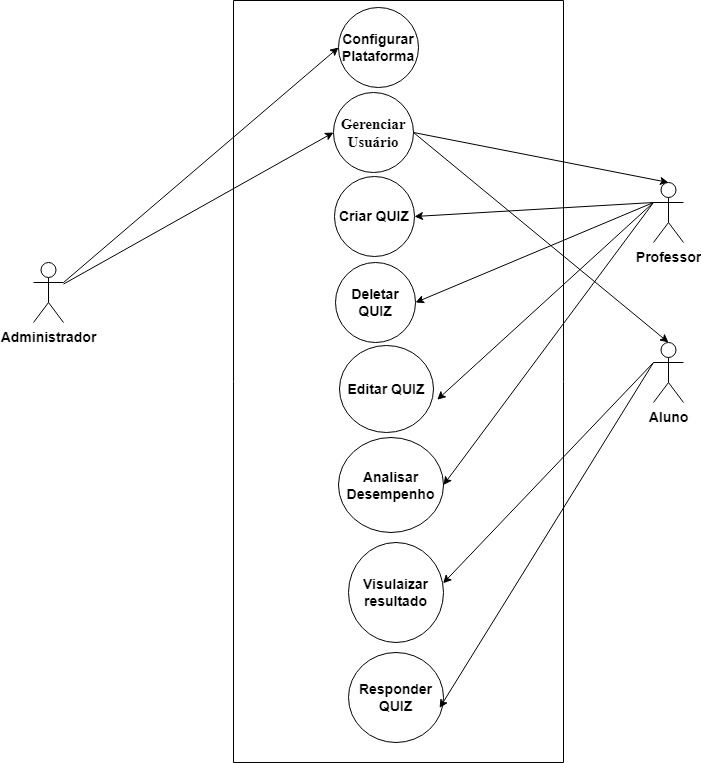 Configurar
Plataforma
Gerenciar
Usuário
Criar QUIZ
Professor
Deletar
QUIZ
Administrador
Editar QUIZ
Aluno
Analisar
Desempenho
Visulaizar
resultado
Responder
QUIZ